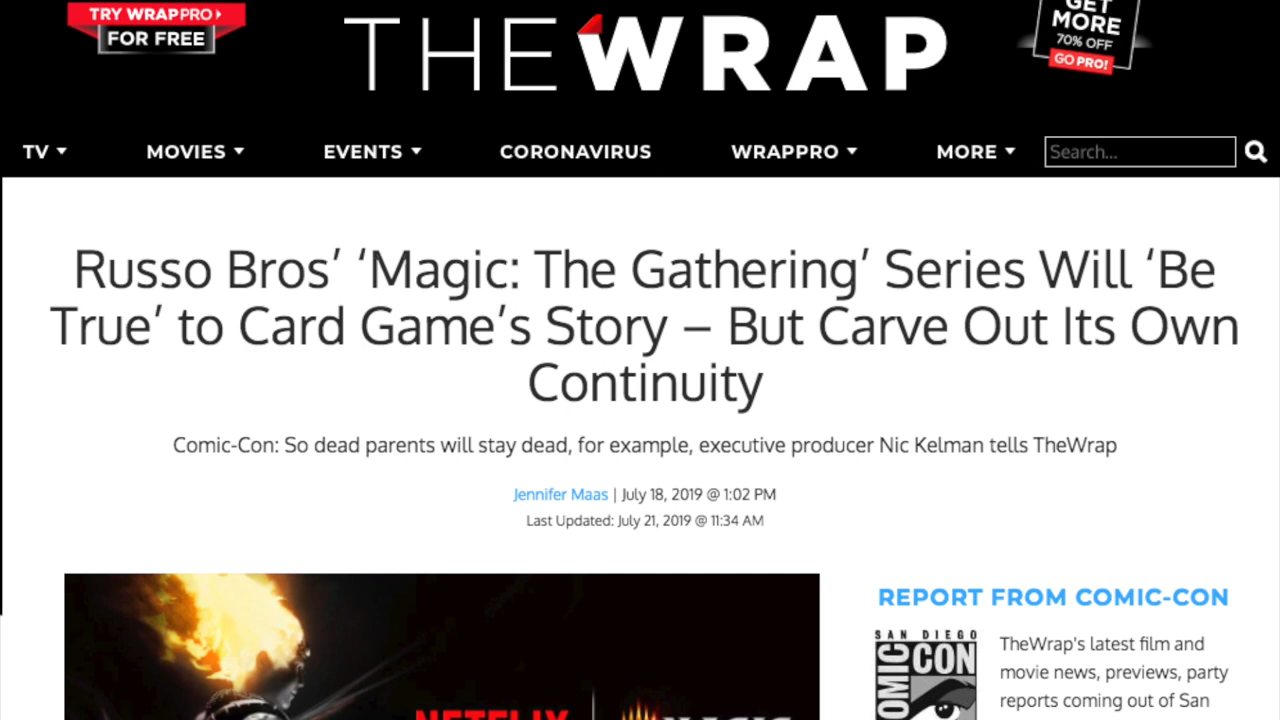 TRY WRAPPRO
FOR FREE
THEWRAP
GET
MORE
70% OFF
GO PRO!
TV
MOVIES
EVENTS
CORONAVIRUS
WRAPPRO
MORE
Search...
Russo Bros’ ‘Magic: The Gathering’ Series Will ‘Be
True’ to Card Game’s Story – But Carve Out Its Own
Continuity
Comic-Con: So dead parents will stay dead, for example, executive producer Nic Kelman tells TheWrap
Jennifer Maas | July 18, 2019 @ 1:02 PM
Last Updated: July 21, 2019 @ 11:34 AM
REPORT FROM COMIC-CON
SAN DIEGO
COMIC
CON
TheWrap's latest film and
movie news, previews, party
reports coming out of San
NETFLIX | MAGIC